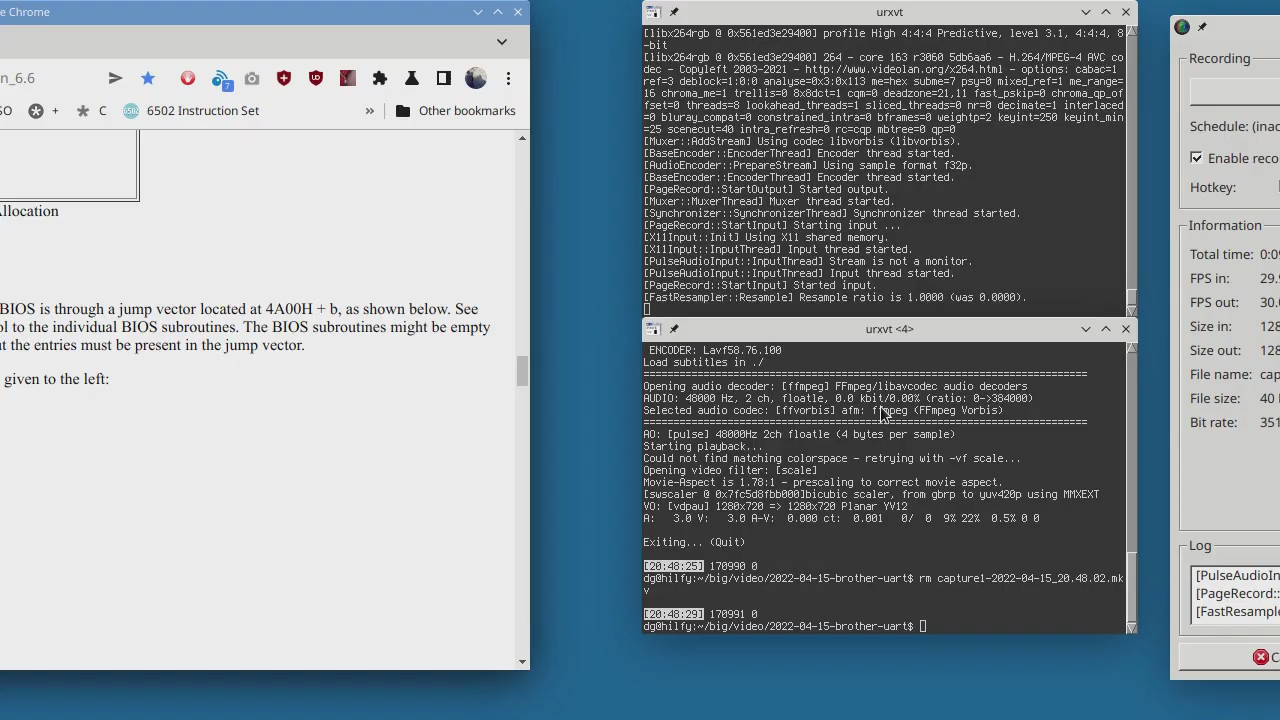 e Chrome
n_6.6
7
SO
+
C
6502 Instruction Set
»
Other bookmarks
Allocation
BIOS is through a jump vector located at 4A00H + b, as shown below. See
ol to the individual BIOS subroutines. The BIOS subroutines might be empty
t the entries must be present in the jump vector.
given to the left:
urxvt
[libx264rgb @ 0x561ed3e29400] profile High 4:4:4 Predictive, level 3.1, 4:4:4, 8
-bit
[libx264rgb @ 0x561ed3e29400] 264 - core 163 r3060 5db6aa6 - H.264/MPEG-4 AVC co
dec - Copyleft 2003-2021 - http://www.videolan.org/x264.html - options: cabac=1
ref=3 deblock=1:0:0 analyse=0x3:0x113 me=hex subme=7 psy=0 mixed_ref=1 me_range=
16 chroma_me=1 trellis=0 8x8dct=1 cqm=0 deadzone=21,11 fast_pskip=0 chroma_qp_of
fset=0 threads=8 lookahead_threads=1 sliced_threads=0 nr=0 decimate=1 interlaced
=0 bluray_compat=0 constrained_intra=0 bframes=0 weightp=2 keyint=250 keyint_min
=25 scenecut=40 intra_refresh=0 rc=cqp mbtree=0 qp=0
[Muxer::AddStream] Using codec libvorbis (libvorbis).
[BaseEncoder::EncoderThread] Encoder thread started.
[AudioEncoder::PrepareStream] Using sample format f32p.
[BaseEncoder::EncoderThread] Encoder thread started.
[PageRecord::StartOutput] Started output.
[Muxer::MuxerThread] Muxer thread started.
[Synchronizer::SynchronizerThread] Synchronizer thread started.
[PageRecord::StartInput] Starting input ...
[X11Input::Init] Using X11 shared memory.
[X11Input::InputThread] Input thread started.
[PulseAudioInput::InputThread] Stream is not a monitor.
[PulseAudioInput::InputThread] Input thread started.
[PageRecord::StartInput] Started input.
[FastResampler::Resample] Resample ratio is 1.0000 (was 0.0000).
urxvt <4>
ENCODER: Lavf58.76.100
Load subtitles in ./
==========================================================================
Opening audio decoder: [ffmpeg] FFmpeg/libavcodec audio decoders
AUDIO: 48000 Hz, 2 ch, floatle, 0.0 kbit/0.00% (ratio: 0->384000)
Selected audio codec: [ffvorbis] afm: ffmpeg (FFmpeg Vorbis)
==========================================================================
AO: [pulse] 48000Hz 2ch floatle (4 bytes per sample)
Starting playback...
Could not find matching colorspace - retrying with -vf scale...
Opening video filter: [scale]
Movie-Aspect is 1.78:1 - prescaling to correct movie aspect.
[swscaler @ 0x7fc5d8fbb000]bicubic scaler, from gbrp to yuv420p using MMXEXT
VO: [vdpau] 1280x720 => 1280x720 Planar YV12
A: 3.0 V: 3.0 A-V: 0.000 ct: 0.001 0/ 0 9% 22% 0.5% 0 0
Exiting... (Quit)
[20:48:25] 170990 0
dg@hilfy:~/big/video/2022-04-15-brother-uart$ rm capture1-2022-04-15_20.48.02.mk
v
[20:48:29] 170991 0
dg@hilfy:~/big/video/2022-04-15-brother-uart$
Recording
Schedule: (inac
Enable reco
Hotkey:
Information
Total time: 0:09
FPS in: 29.9
FPS out: 30.0
Size in: 128
Size out: 128
File name: cap
File size: 40
Bit rate: 351
Log
[PulseAudioIn
[PageRecord::
[FastResample
C